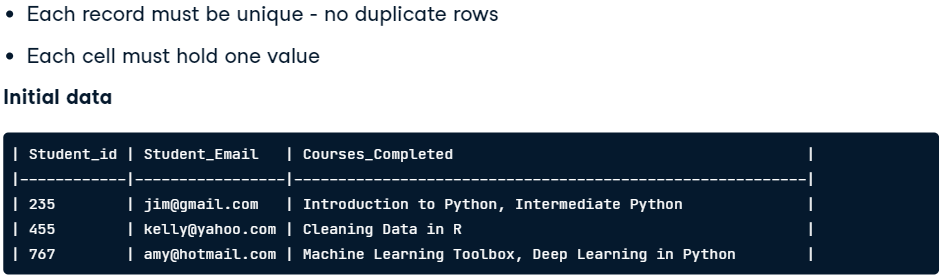 • Each record must be unique - no duplicate rows
• Each cell must hold one value
Initial data
| Student_id | Student_Email   | Courses_Completed                                        |
|------------|-----------------|----------------------------------------------------------|
| 235        | jim@gmail.com   | Introduction to Python, Intermediate Python              |
| 455        | kelly@yahoo.com | Cleaning Data in R                                       |
| 767        | amy@hotmail.com | Machine Learning Toolbox, Deep Learning in Python        |